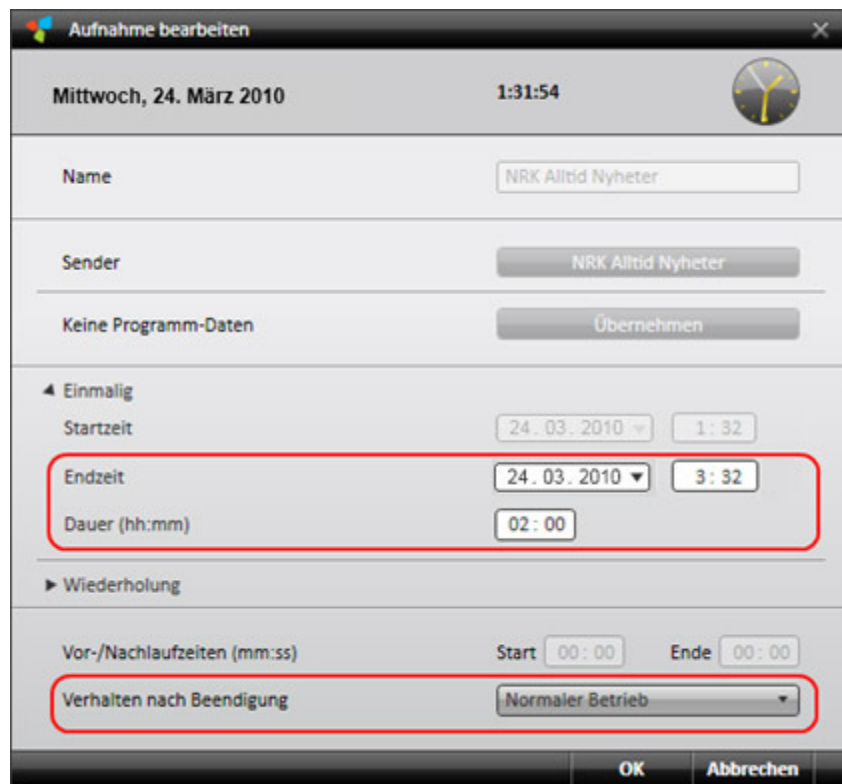 Aufnahme bearbeiten
Mittwoch, 24. März 2010 1:31:54
Name NRK Alltid Nyheter
Sender NRK Alltid Nyheter
Keine Programm-Daten Übernehmen
Einmalig
Startzeit 24. 03. 2010 1:32
Endzeit 24. 03. 2010 3:32
Dauer (hh:mm) 02:00
Wiederholung
Vor-/Nachlaufzeiten (mm:ss) Start 00:00 Ende 00:00
Verhalten nach Beendigung Normaler Betrieb
OK Abbrechen